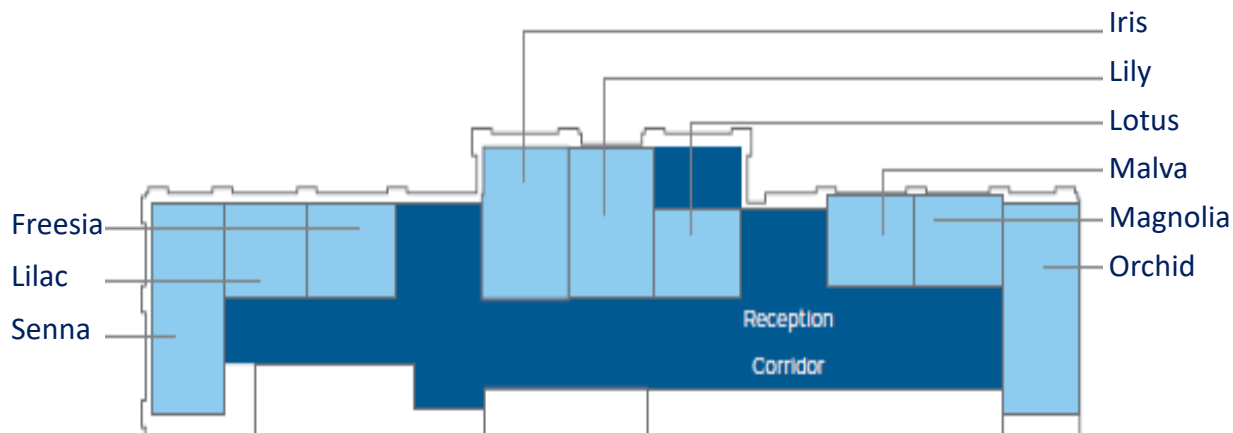 Iris
Lily
Lotus
Malva
Magnolia
Orchid
Freesia
Lilac
Senna
Reception
Corridor